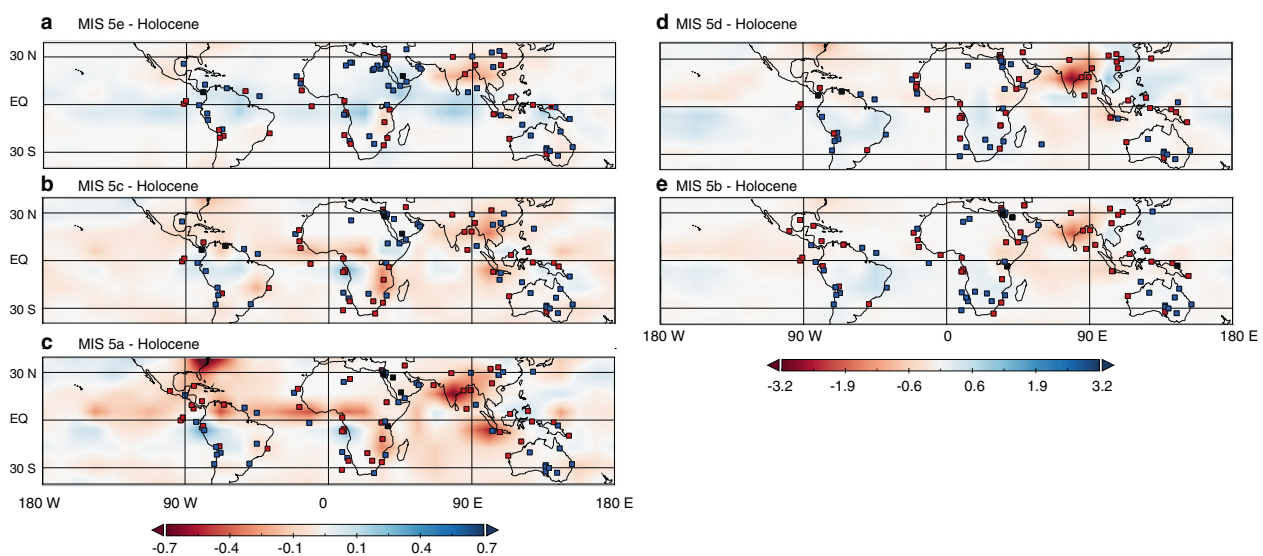 a MIS 5e - Holocene
30 N
EQ
30 S
b MIS 5c - Holocene
30 N
EQ
30 S
c MIS 5a - Holocene
30 N
EQ
30 S
180 W 90 W 0 90 E 180 E
-0.7 -0.4 -0.1 0.1 0.4 0.7
d MIS 5d - Holocene
e MIS 5b - Holocene
180 W 90 W 0 90 E 180 E
-3.2 -1.9 -0.6 0.6 1.9 3.2